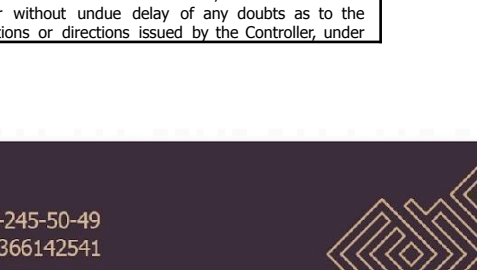 without undue delay of any doubts as to the
or directions issued by the Controller, under
-245-50-49
366142541